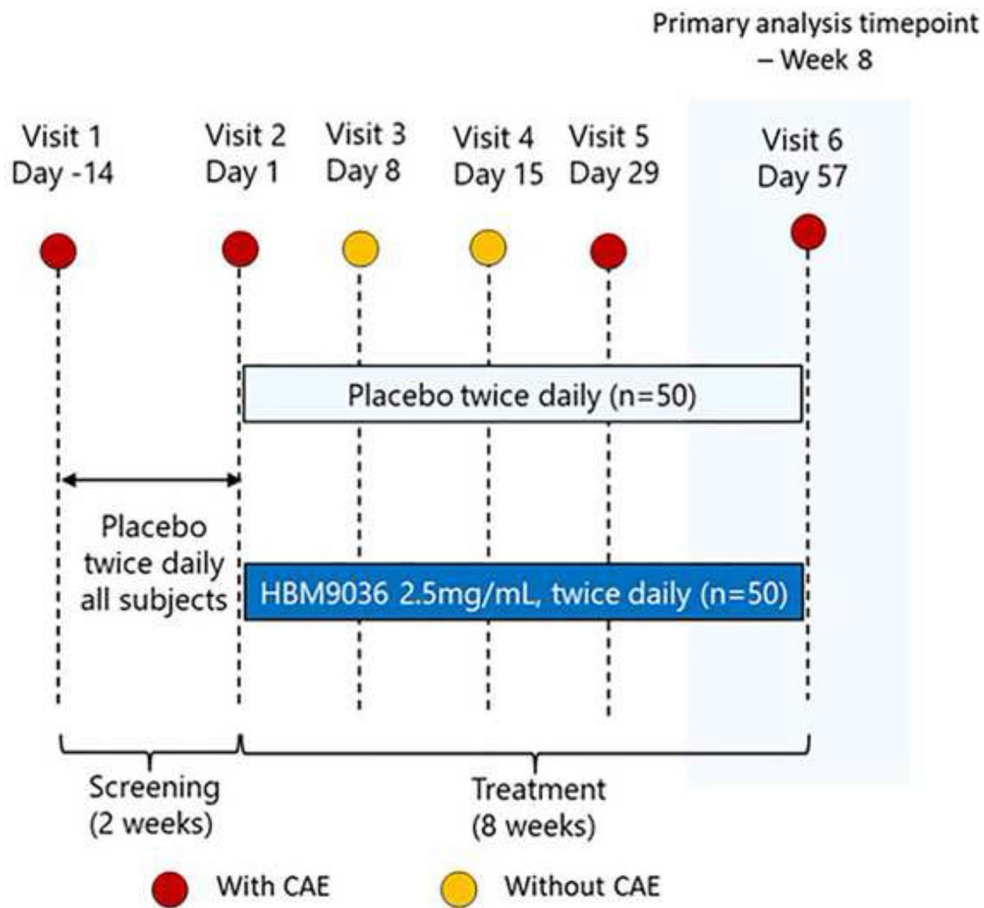 Primary analysis timepoint
– Week 8
Visit 1
Day -14
Visit 2
Day 1
Visit 3
Day 8
Visit 4
Day 15
Visit 5
Day 29
Visit 6
Day 57
Placebo twice daily (n=50)
Placebo
twice daily
all subjects
HBM9036 2.5mg/mL, twice daily (n=50)
Screening
(2 weeks)
Treatment
(8 weeks)
With CAE
Without CAE